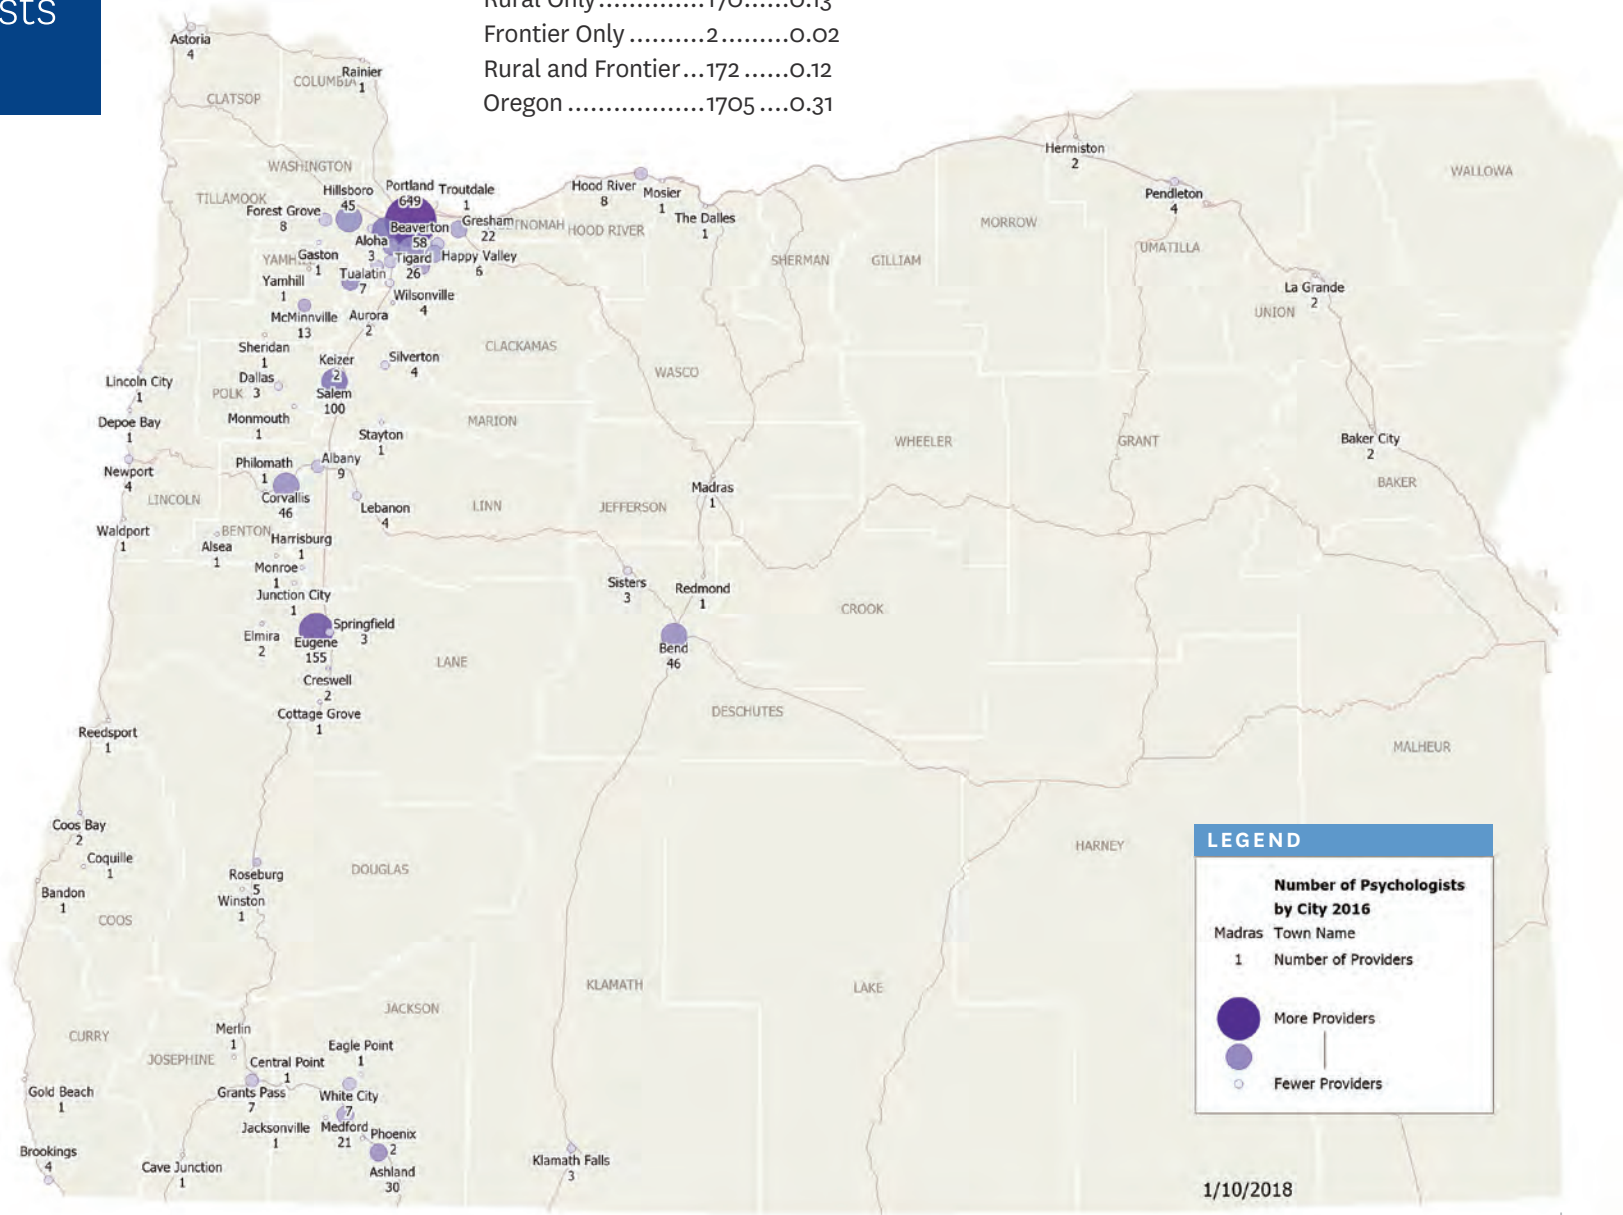 sts
Rural Only..............170......0.13
Frontier Only ..........2 .........0.02
Rural and Frontier...172 ......0.12
Oregon ..................1705 ....0.31
Astoria
4
Rainier
1
COLUMBIA
CLATSOP
WASHINGTON
TILLAMOOK
Hillsboro
45
Portland
649
Troutdale
1
Forest Grove
8
Beaverton
58
Gresham
22
Aloha
3
Gaston
1
Tigard
26
Happy Valley
6
Yamhill
1
Tualatin
7
Wilsonville
4
McMinnville
13
Aurora
2
Hood River
8
Mosier
1
The Dalles
1
HOOD RIVER
Hermiston
2
Pendleton
4
WALLOWA
MORROW
UMATILLA
SHERMAN
GILLIAM
La Grande
2
UNION
Sheridan
1
Keizer
2
Silverton
4
CLACKAMAS
WASCO
Dallas
3
POLK
Salem
100
Lincoln City
1
Depoe Bay
1
Monmouth
1
MARION
Stayton
1
WHEELER
GRANT
Baker City
2
BAKER
Newport
4
Philomath
1
Albany
9
Corvallis
46
LINCOLN
Lebanon
4
LINN
JEFFERSON
Madras
1
Waldport
1
BENTON
Alsea
1
Harrisburg
1
Monroe
1
Junction City
1
Sisters
3
Redmond
1
CROOK
Elmira
2
Eugene
155
Springfield
3
LANE
Bend
46
Creswell
2
Cottage Grove
1
DESCHUTES
Reedsport
1
MALHEUR
Coos Bay
2
Coquille
1
Bandon
1
COOS
Roseburg
5
Winston
1
DOUGLAS
HARNEY
KLAMATH
LAKE
JACKSON
CURRY
JOSEPHINE
Merlin
1
Eagle Point
1
Central Point
1
Grants Pass
7
White City
7
Gold Beach
1
Jacksonville
1
Medford
21
Phoenix
2
Ashland
30
Brookings
4
Cave Junction
1
Klamath Falls
3
LEGEND
Number of Psychologists
by City 2016
Madras Town Name
1 Number of Providers
More Providers
Fewer Providers
1/10/2018